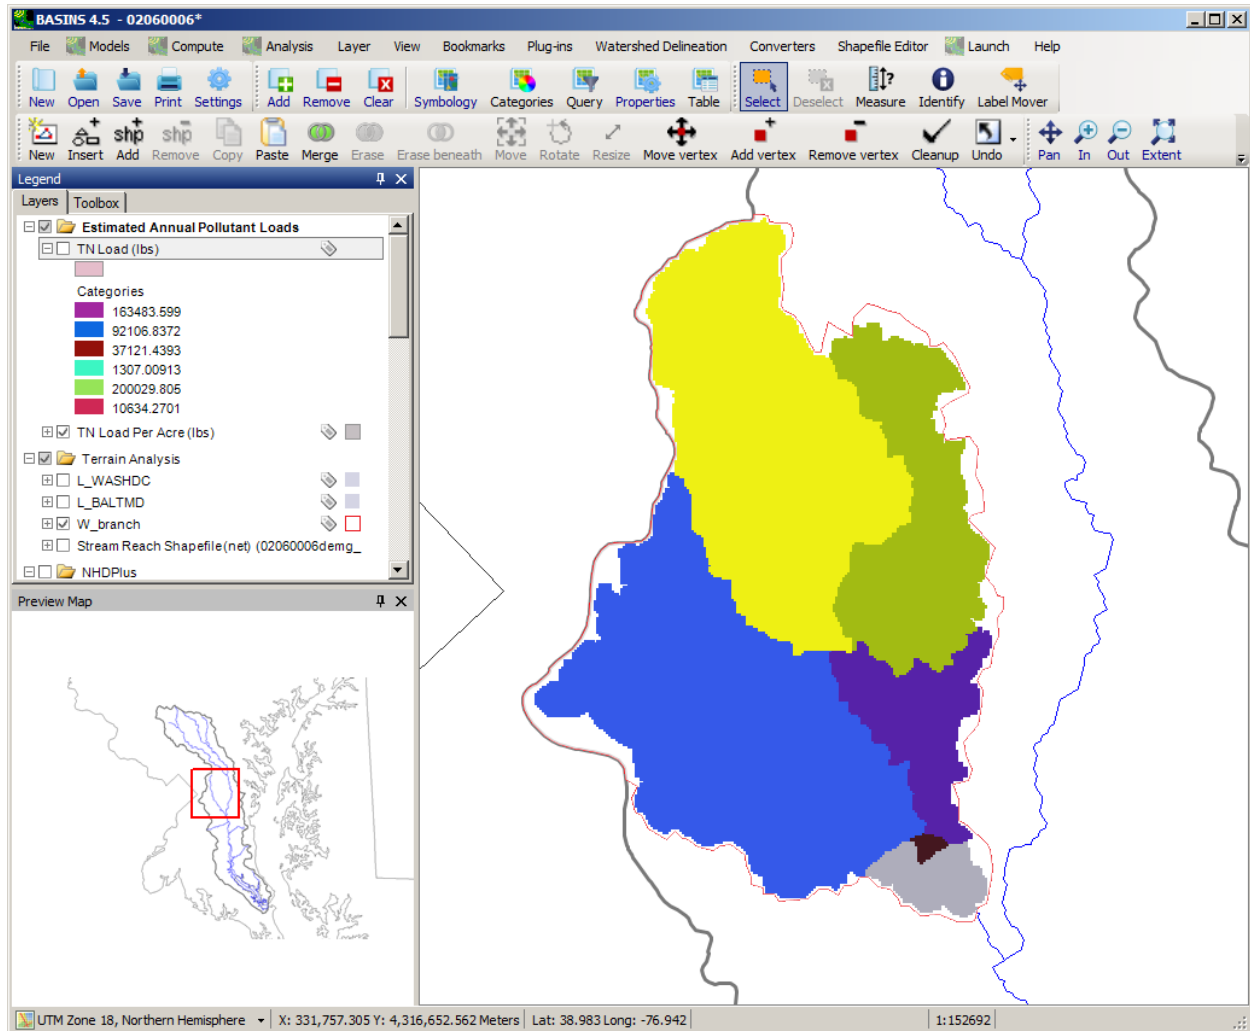 BASINS 4.5 - 02060006*
File Models Compute Analysis Layer View Bookmarks Plug-ins Watershed Delineation Converters Shapefile Editor Launch Help
New Open Save Print Settings Add Remove Clear Symbology Categories Query Properties Table Select Deselect Measure Identify Label Mover
shp shp
New Insert Add Remove Copy Paste Merge Erase Erase beneath Move Rotate Resize Move vertex Add vertex Remove vertex Cleanup Undo Pan In Out Extent
Legend
Layers Toolbox
Estimated Annual Pollutant Loads
TN Load (lbs)
Categories
163483.599
92106.8372
37121.4393
1307.00913
200029.805
10634.2701
TN Load Per Acre (lbs)
Terrain Analysis
L_WASHDC
L_BALTMD
W_branch
Stream Reach Shapefile (net) (02060006demg_
NHDPlus
Preview Map
UTM Zone 18, Northern Hemisphere X: 331,757.305 Y: 4,316,652.562 Meters Lat: 38.983 Long: -76.942 1:152692